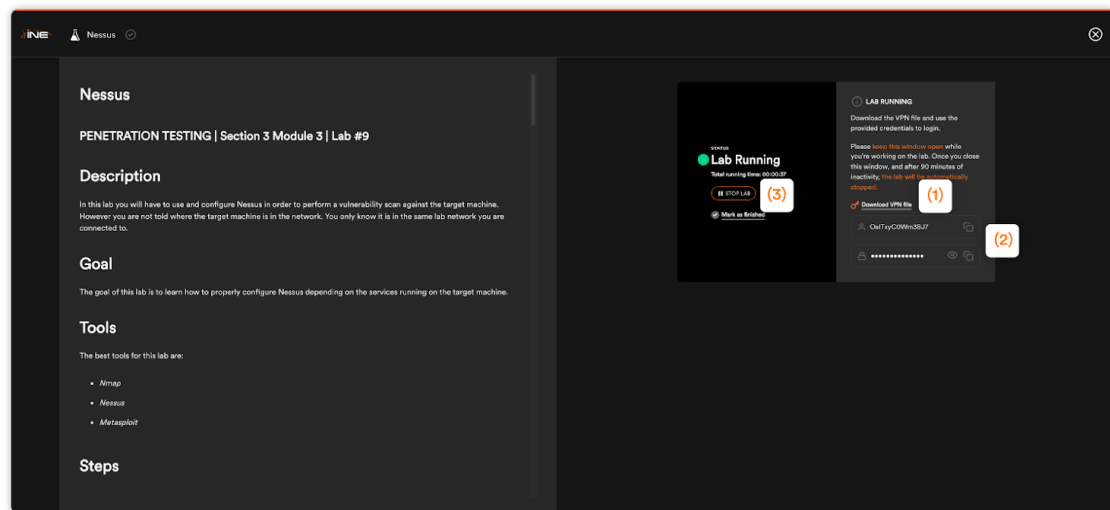 INE
Nessus
Nessus
PENETRATION TESTING | Section 3 Module 3 | Lab #9
Description
In this lab you will have to use and configure Nessus in order to perform a vulnerability scan against the target machine.
However you are not told where the target machine is in the network. You only know it is in the same lab network you are
connected to.
Goal
The goal of this lab is to learn how to properly configure Nessus depending on the services running on the target machine.
Tools
The best tools for this lab are:
• Nmap
• Nessus
• Metasploit
Steps
STATUS
Lab Running
Total running time: 00:00:37
STOP LAB
(3)
Mark as finished
LAB RUNNING
Download the VPN file and use the
provided credentials to login.
Please keep this window open while
you're working on the lab. Once you close
this window, and after 90 minutes of
inactivity, the lab will be automatically
stopped.
Download VPN file
(1)
(2)